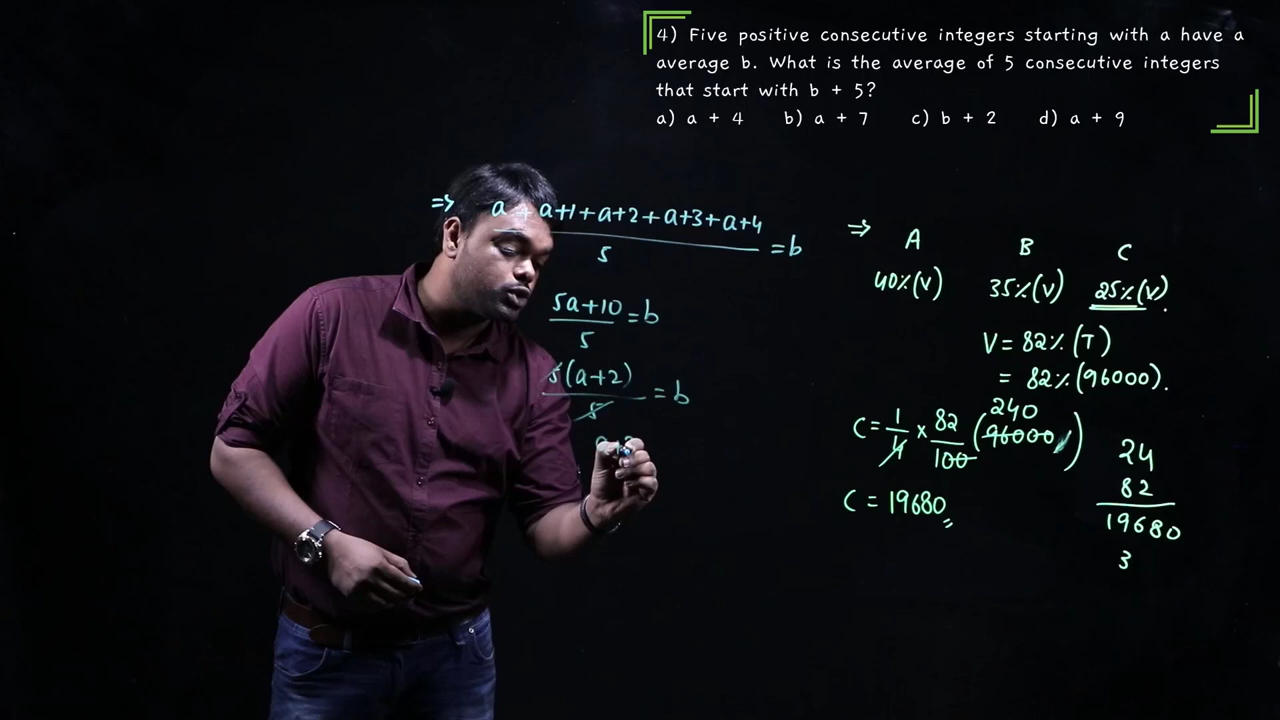 4) Five positive consecutive integers starting with a have a
average b. What is the average of 5 consecutive integers
that start with b + 5?
a) a + 4 b) a + 7 c) b + 2 d) a + 9
⇒ a + a+1 + a+2 + a+3 + a+4
5
= b
5a+10
5
= b
5(a+2)
5
= b
⇒ A B C
40%(V) 35%(V) 25%(V).
V = 82% (T)
= 82% (96000).
240
C = 1/4 × 82/100 (96000)
C = 19680
24
82
19680
3